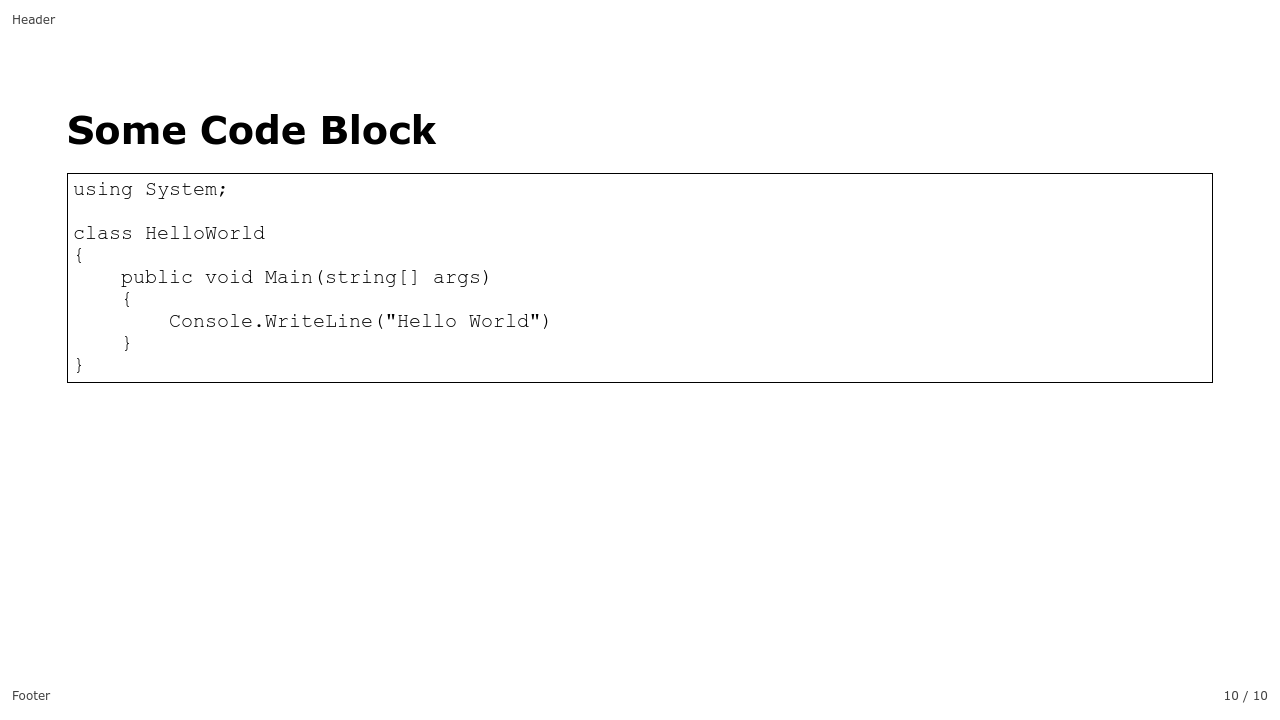 Header
Some Code Block
using System;
class HelloWorld
{
    public void Main(string[] args)
    {
        Console.WriteLine("Hello World")
    }
}
Footer
10 / 10